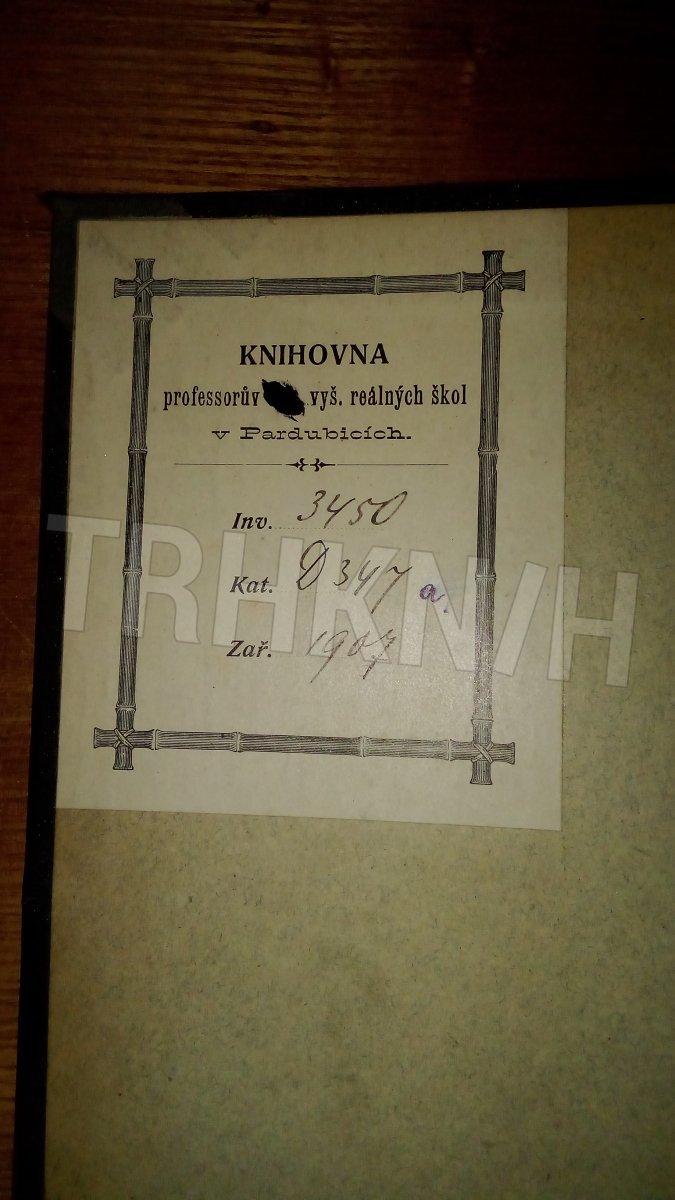 KNIHOVNA
professorův vyš. reálných škol
v Pardubicích.
Inv. 3450
Kat. D 347 a.
Zař. 1907
TRHKNIH